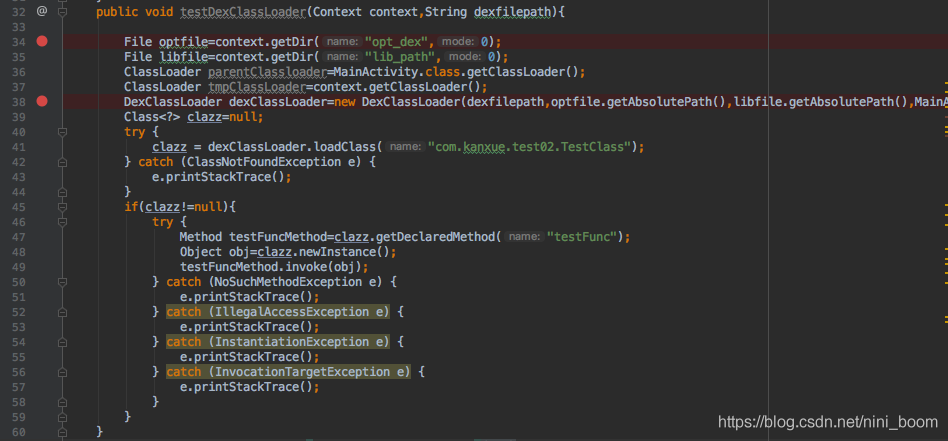 32 @ public void testDexClassLoader(Context context,String dexfilepath){
33
34 File optfile=context.getDir( name: "opt_dex", mode: 0);
35 File libfile=context.getDir( name: "lib_path", mode: 0);
36 ClassLoader parentClassloader=MainActivity.class.getClassLoader();
37 ClassLoader tmpClassLoader=context.getClassLoader();
38 DexClassLoader dexClassLoader=new DexClassLoader(dexfilepath,optfile.getAbsolutePath(),libfile.getAbsolutePath(),MainA
39 Class<?> clazz=null;
40 try {
41 clazz = dexClassLoader.loadClass( name: "com.kanxue.test02.TestClass");
42 } catch (ClassNotFoundException e) {
43 e.printStackTrace();
44 }
45 if(clazz!=null){
46 try {
47 Method testFuncMethod=clazz.getDeclaredMethod( name: "testFunc");
48 Object obj=clazz.newInstance();
49 testFuncMethod.invoke(obj);
50 } catch (NoSuchMethodException e) {
51 e.printStackTrace();
52 } catch (IllegalAccessException e) {
53 e.printStackTrace();
54 } catch (InstantiationException e) {
55 e.printStackTrace();
56 } catch (InvocationTargetException e) {
57 e.printStackTrace();
58 }
59 }
60 }
https://blog.csdn.net/nini_boom